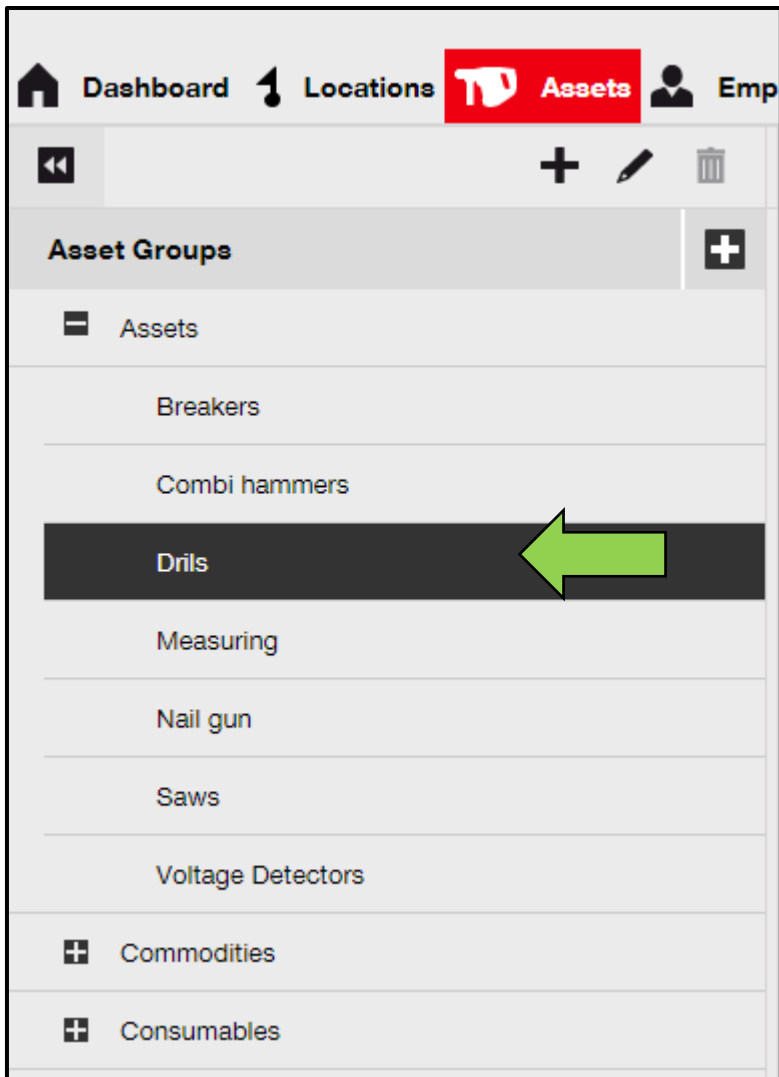 Dashboard Locations Assets Emp
Asset Groups
Assets
Breakers
Combi hammers
Drils
Measuring
Nail gun
Saws
Voltage Detectors
Commodities
Consumables